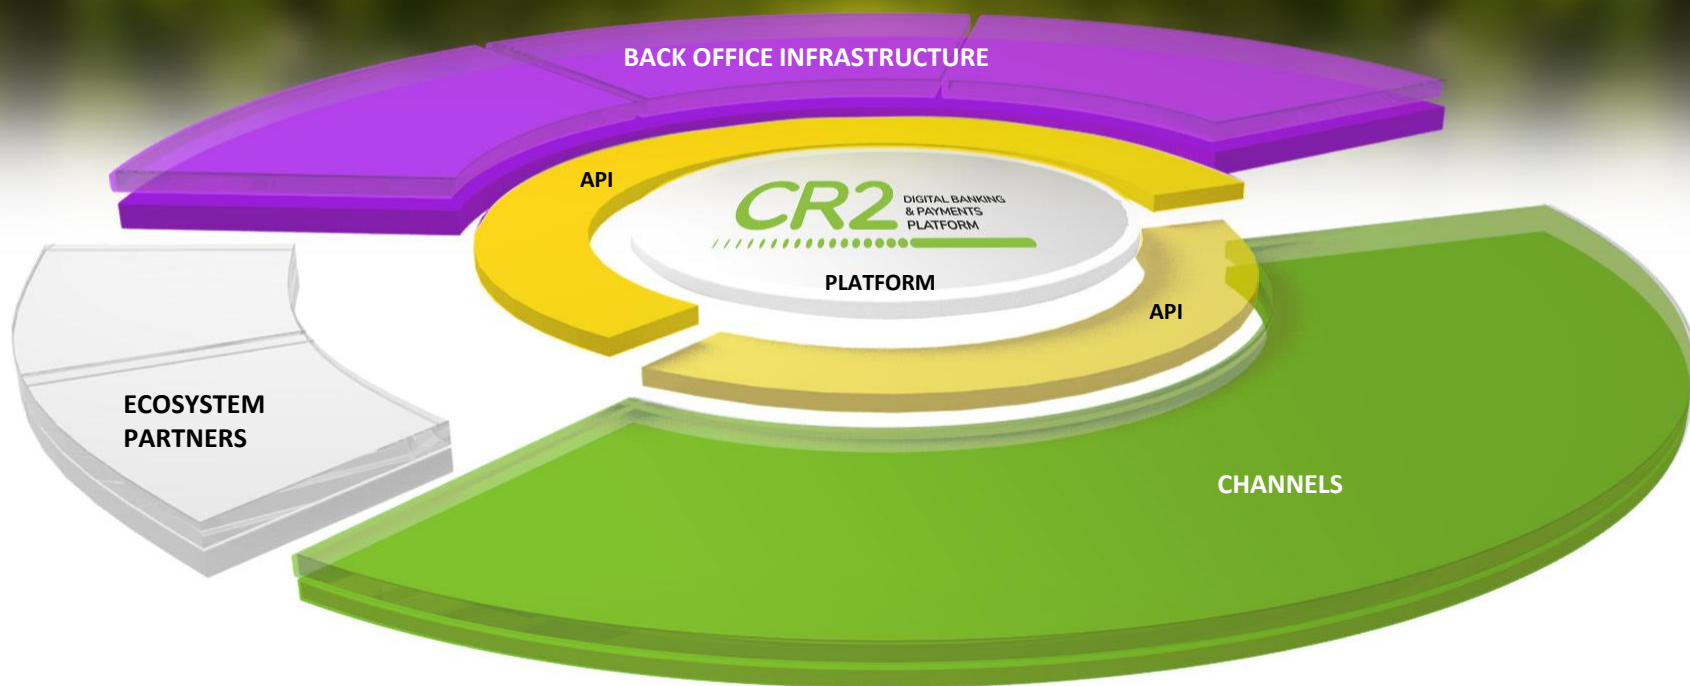 BACK OFFICE INFRASTRUCTURE
API
CR2
DIGITAL BANKING
& PAYMENTS
PLATFORM
PLATFORM
API
ECOSYSTEM
PARTNERS
CHANNELS